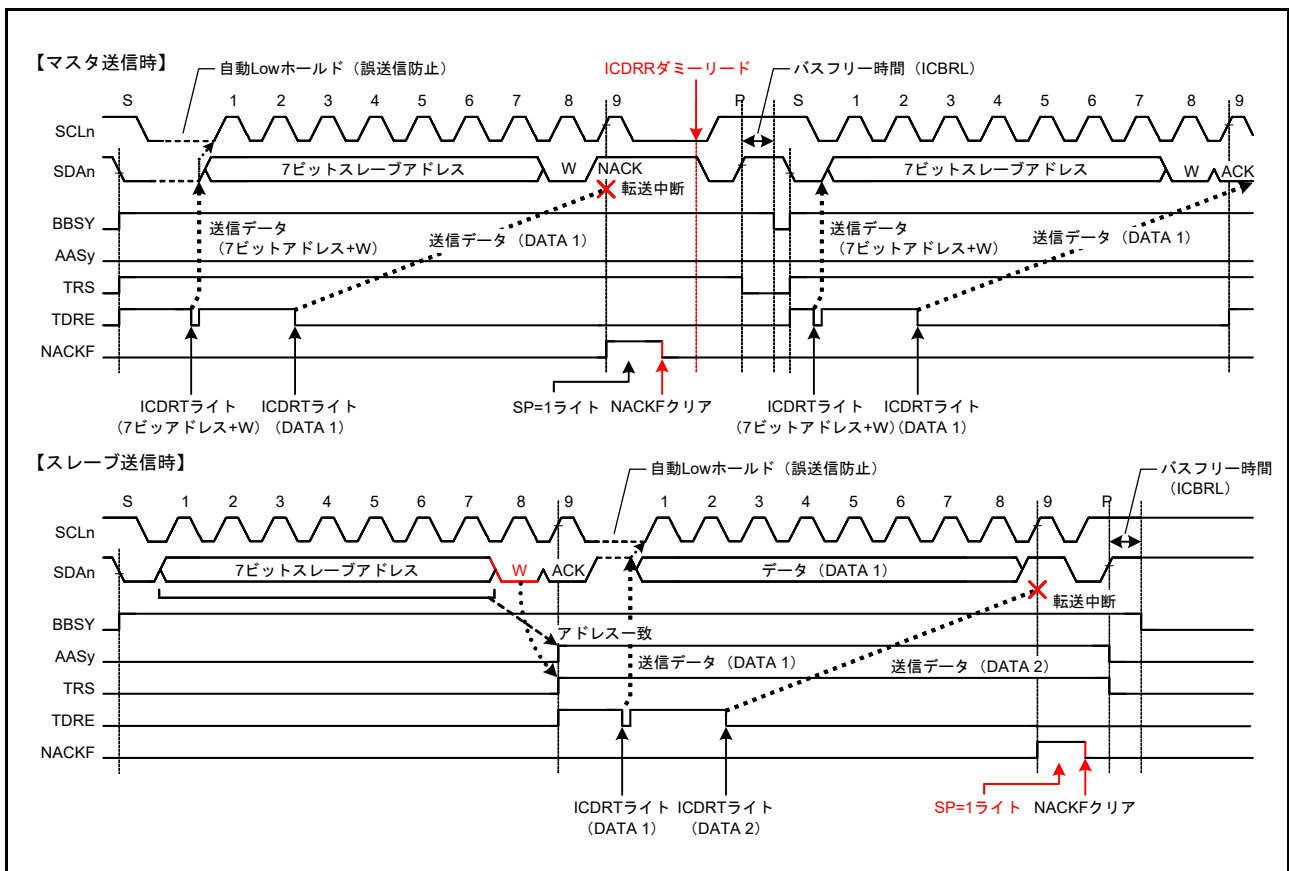 【マスタ送信時】
自動Lowホールド（誤送信防止）
ICDRRダミーリード
バスフリー時間（ICBRL）
S 1 2 3 4 5 6 7 8 9 P S 1 2 3 4 5 6 7 8 9
SCLn
SDAn 7ビットスレーブアドレス W NACK 7ビットスレーブアドレス W ACK
転送中断
BBSY
送信データ
（7ビットアドレス+W）
送信データ（DATA 1）
送信データ
（7ビットアドレス+W）
送信データ（DATA 1）
AASy
TRS
TDRE
NACKF
ICDRTライト
（7ビッアドレス+W）
ICDRTライト
（DATA 1）
SP=1ライト
NACKFクリア
ICDRTライト
（7ビットアドレス+W）
ICDRTライト
（DATA 1）
【スレーブ送信時】
自動Lowホールド（誤送信防止）
バスフリー時間
（ICBRL）
S 1 2 3 4 5 6 7 8 9 1 2 3 4 5 6 7 8 9 P
SCLn
SDAn 7ビットスレーブアドレス W ACK データ（DATA 1）
転送中断
BBSY
アドレス一致
AASy
送信データ（DATA 1）
送信データ（DATA 2）
TRS
TDRE
NACKF
ICDRTライト
（DATA 1）
ICDRTライト
（DATA 2）
SP=1ライト
NACKFクリア